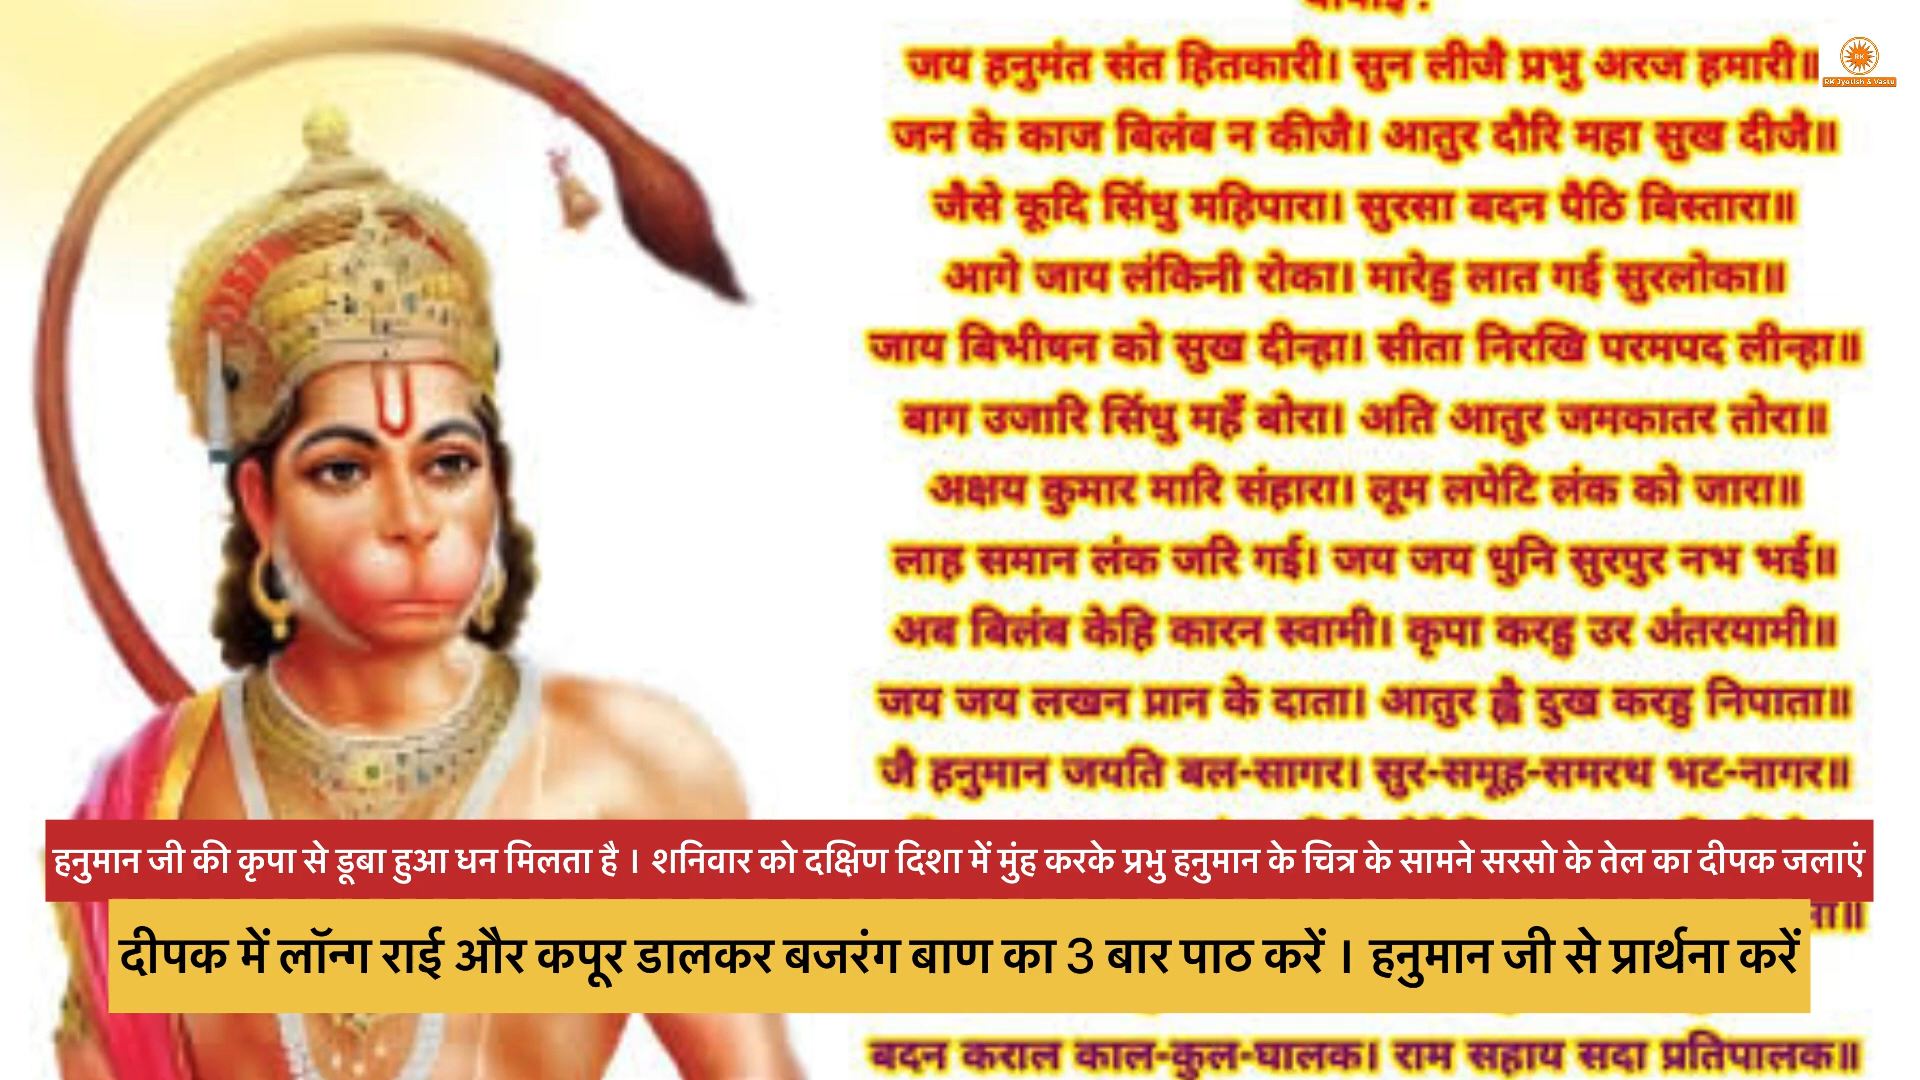 जय हनुमंत संत हितकारी। सुन लीजै प्रभु अरज हमारी॥
जन के काज बिलंब न कीजै। आतुर दौरि महा सुख दीजै॥
जैसे कूदि सिंधु महिपारा। सुरसा बदन पैठि बिस्तारा॥
आगे जाय लंकिनी रोका। मारेहु लात गई सुरलोका॥
जाय बिभीषन को सुख दीन्हा। सीता निरखि परमपद लीन्हा॥
बाग उजारि सिंधु महँ बोरा। अति आतुर जमकातर तोरा॥
अक्षय कुमार मारि संहारा। लूम लपेटि लंक को जारा॥
लाह समान लंक जरि गई। जय जय धुनि सुरपुर नभ भई॥
अब बिलंब केहि कारन स्वामी। कृपा करहु उर अंतरयामी॥
जय जय लखन प्रान के दाता। आतुर ह्वै दुख करहु निपाता॥
जै हनुमान जयति बल-सागर। सुर-समूह-समरथ भट-नागर॥
हनुमान जी की कृपा से डूबा हुआ धन मिलता है । शनिवार को दक्षिण दिशा में मुंह करके प्रभु हनुमान के चित्र के सामने सरसो के तेल का दीपक जलाएं
दीपक में लॉन्ग राई और कपूर डालकर बजरंग बाण का 3 बार पाठ करें । हनुमान जी से प्रार्थना करें
बदन कराल काल-कुल-घालक। राम सहाय सदा प्रतिपालक॥
RK
RK Jyotish & Vastu